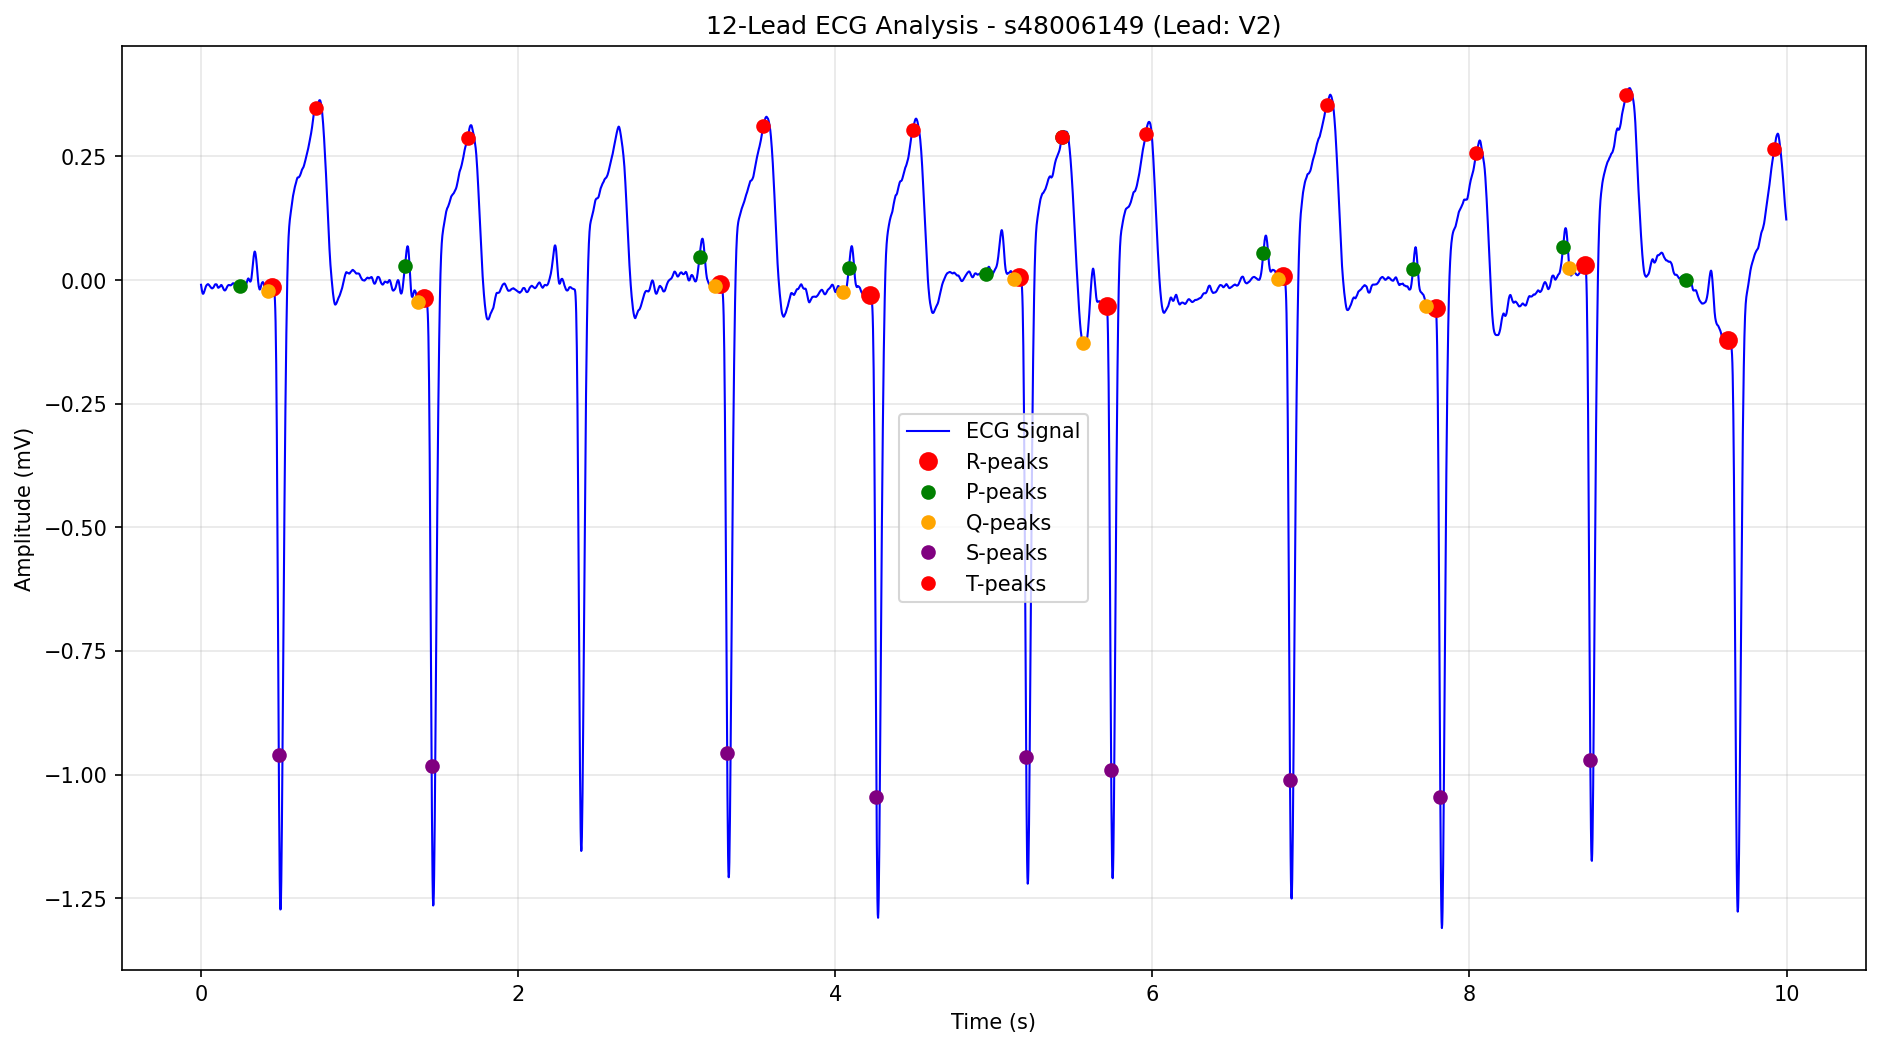 12-Lead ECG Analysis - s48006149 (Lead: V2)
Amplitude (mV)
0.25
0.00
−0.25
−0.50
−0.75
−1.00
−1.25
ECG Signal
R-peaks
P-peaks
Q-peaks
S-peaks
T-peaks
0 2 4 6 8 10
Time (s)